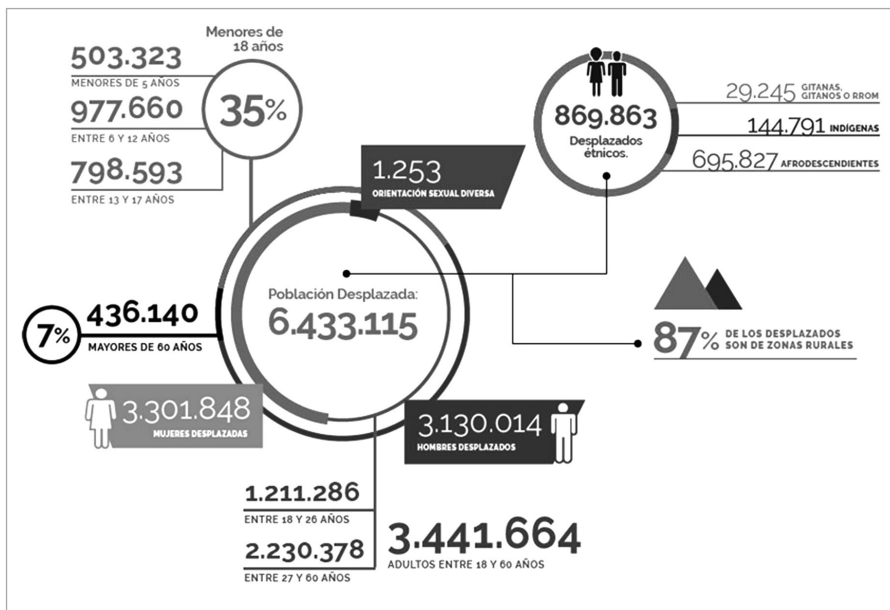 Menores de
18 años
35%
503.323
MENORES DE 5 AÑOS
977.660
ENTRE 6 Y 12 AÑOS
798.593
ENTRE 13 Y 17 AÑOS
1.253
ORIENTACIÓN SEXUAL DIVERSA
869.863
Desplazados
étnicos.
29.245 GITANAS,
GITANOS O RROM
144.791 INDÍGENAS
695.827 AFRODESCENDIENTES
Población Desplazada:
6.433.115
87% DE LOS DESPLAZADOS
SON DE ZONAS RURALES
7%
436.140
MAYORES DE 60 AÑOS
3.301.848
MUJERES DESPLAZADAS
3.130.014
HOMBRES DESPLAZADOS
1.211.286
ENTRE 18 Y 26 AÑOS
2.230.378
ENTRE 27 Y 60 AÑOS
3.441.664
ADULTOS ENTRE 18 Y 60 AÑOS